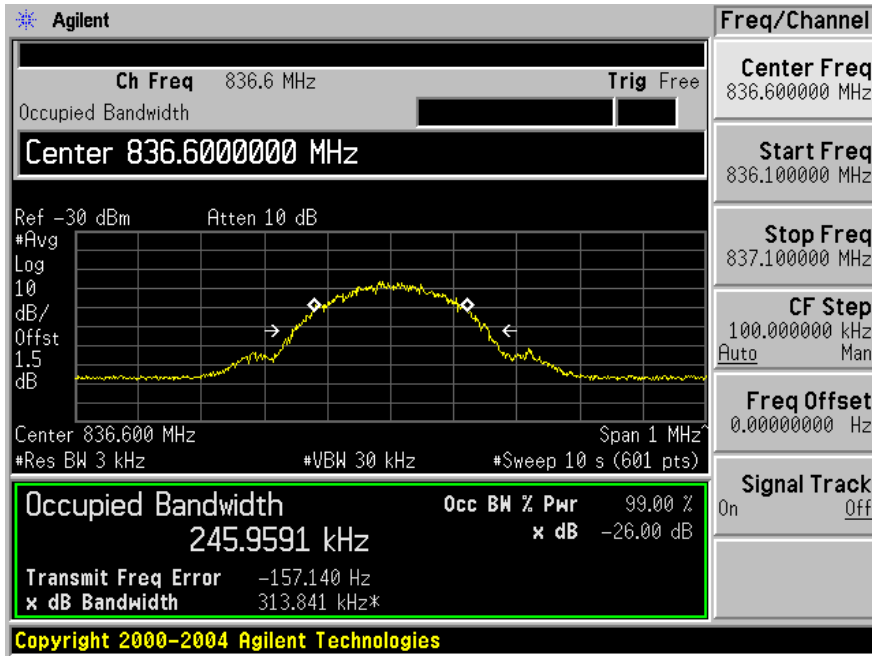 Agilent
Freq/Channel
Ch Freq 836.6 MHz Trig Free
Occupied Bandwidth
Center 836.6000000 MHz
Ref -30 dBm Atten 10 dB
#Avg
Log
10
dB/
Offst
1.5
dB
Center 836.600 MHz Span 1 MHz^
#Res BW 3 kHz #VBW 30 kHz #Sweep 10 s (601 pts)
Occupied Bandwidth Occ BW % Pwr 99.00 %
245.9591 kHz x dB -26.00 dB
Transmit Freq Error -157.140 Hz
x dB Bandwidth 313.841 kHz*
Center Freq
836.600000 MHz
Start Freq
836.100000 MHz
Stop Freq
837.100000 MHz
CF Step
100.000000 kHz
Auto Man
Freq Offset
0.00000000 Hz
Signal Track
On Off
Copyright 2000-2004 Agilent Technologies